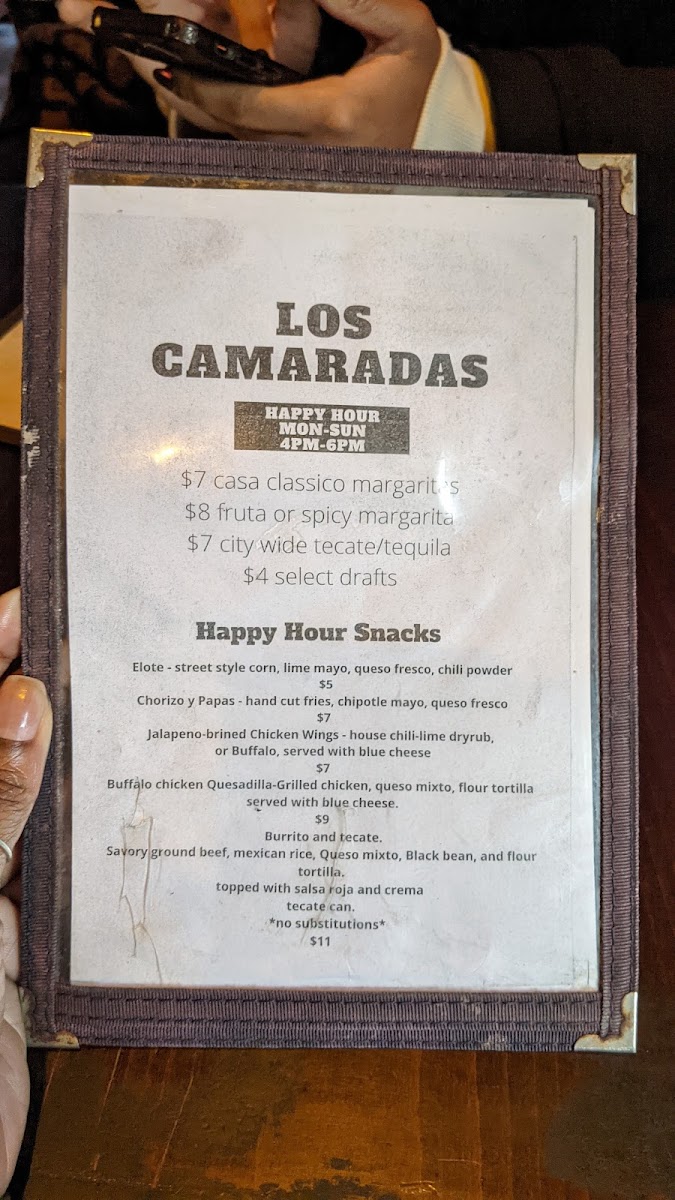 LOS
CAMARADAS
HAPPY HOUR
MON-SUN
4PM-6PM
$7 casa classico margaritas
$8 fruta or spicy margarita
$7 city wide tecate/tequila
$4 select drafts
Happy Hour Snacks
Elote - street style corn, lime mayo, queso fresco, chili powder
$5
Chorizo y Papas - hand cut fries, chipotle mayo, queso fresco
$7
Jalapeno-brined Chicken Wings - house chili-lime dryrub,
or Buffalo, served with blue cheese
$7
Buffalo chicken Quesadilla-Grilled chicken, queso mixto, flour tortilla
served with blue cheese.
$9
Burrito and tecate.
Savory ground beef, mexican rice, Queso mixto, Black bean, and flour
tortilla.
topped with salsa roja and crema
tecate can.
*no substitutions*
$11